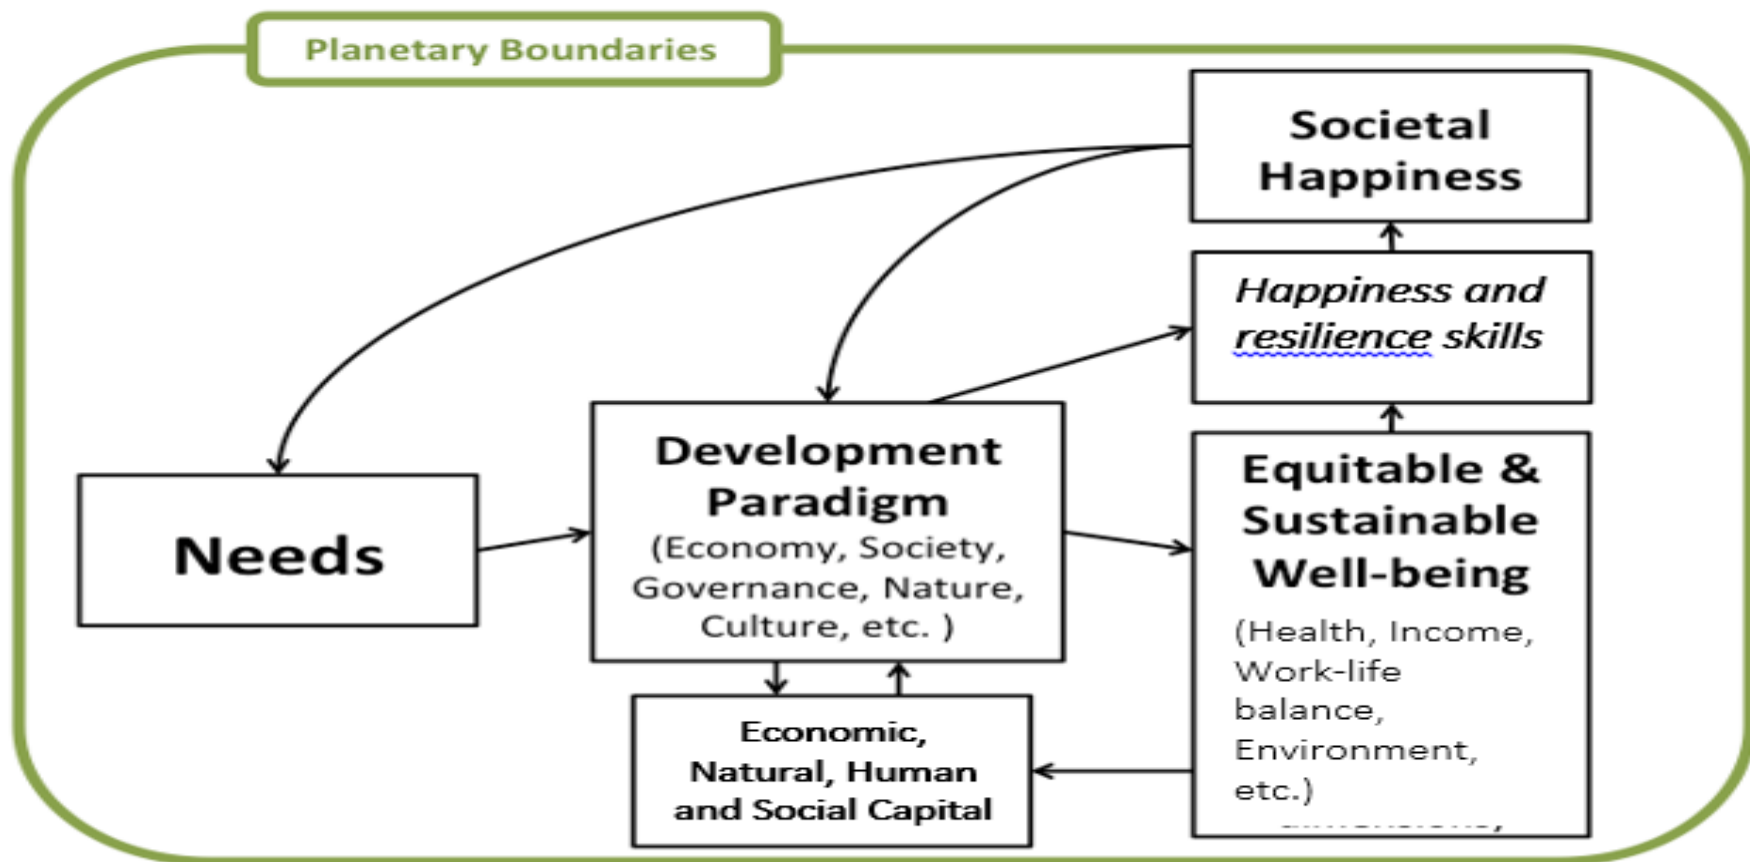 Planetary Boundaries
Societal
Happiness
Happiness and
resilience skills
Development
Paradigm
(Economy, Society,
Governance, Nature,
Culture, etc. )
Needs
Equitable &
Sustainable
Well-being
(Health, Income,
Work-life
balance,
Environment,
etc.)
Economic,
Natural, Human
and Social Capital